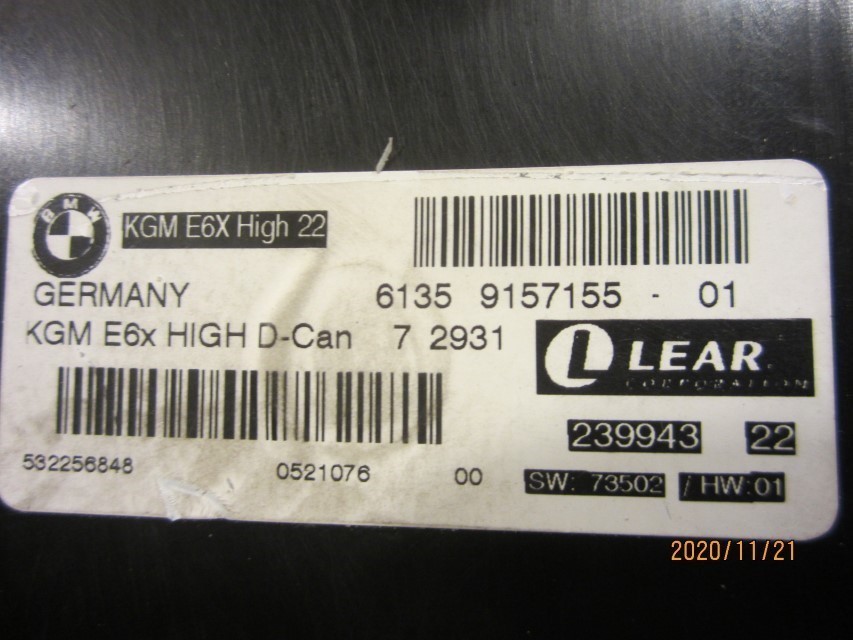 BMW
KGM E6X High 22
GERMANY
6135 9157155 - 01
KGM E6x HIGH D-Can 7 2931
LEAR
CORPORATION
239943 22
532256848 0521076 00
SW: 73502 / HW:01
2020/11/21